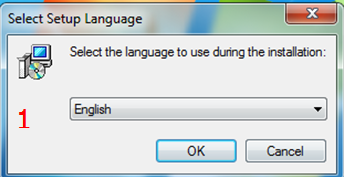 Select Setup Language
Select the language to use during the installation:
English
1
OK
Cancel